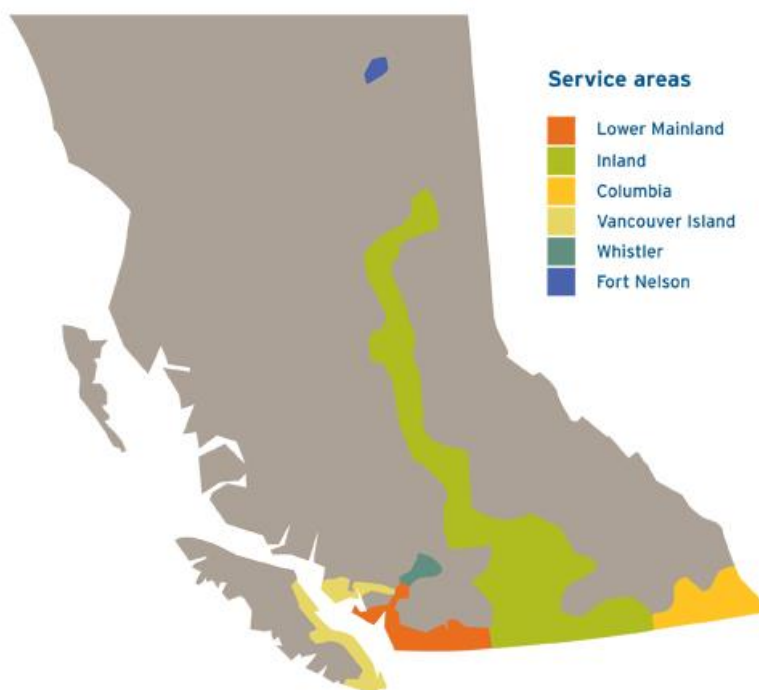 Service areas
Lower Mainland
Inland
Columbia
Vancouver Island
Whistler
Fort Nelson